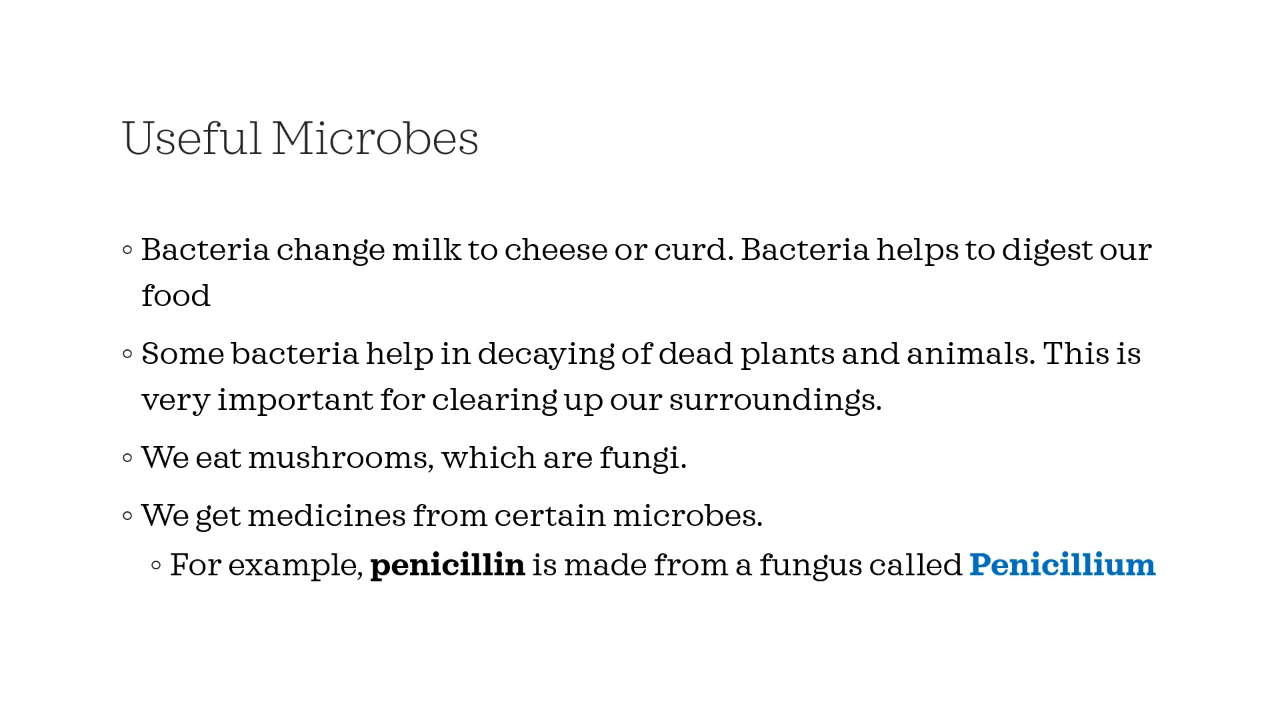 Useful Microbes
◦ Bacteria change milk to cheese or curd. Bacteria helps to digest our
food
◦ Some bacteria help in decaying of dead plants and animals. This is
very important for clearing up our surroundings.
◦ We eat mushrooms, which are fungi.
◦ We get medicines from certain microbes.
◦ For example, penicillin is made from a fungus called Penicillium